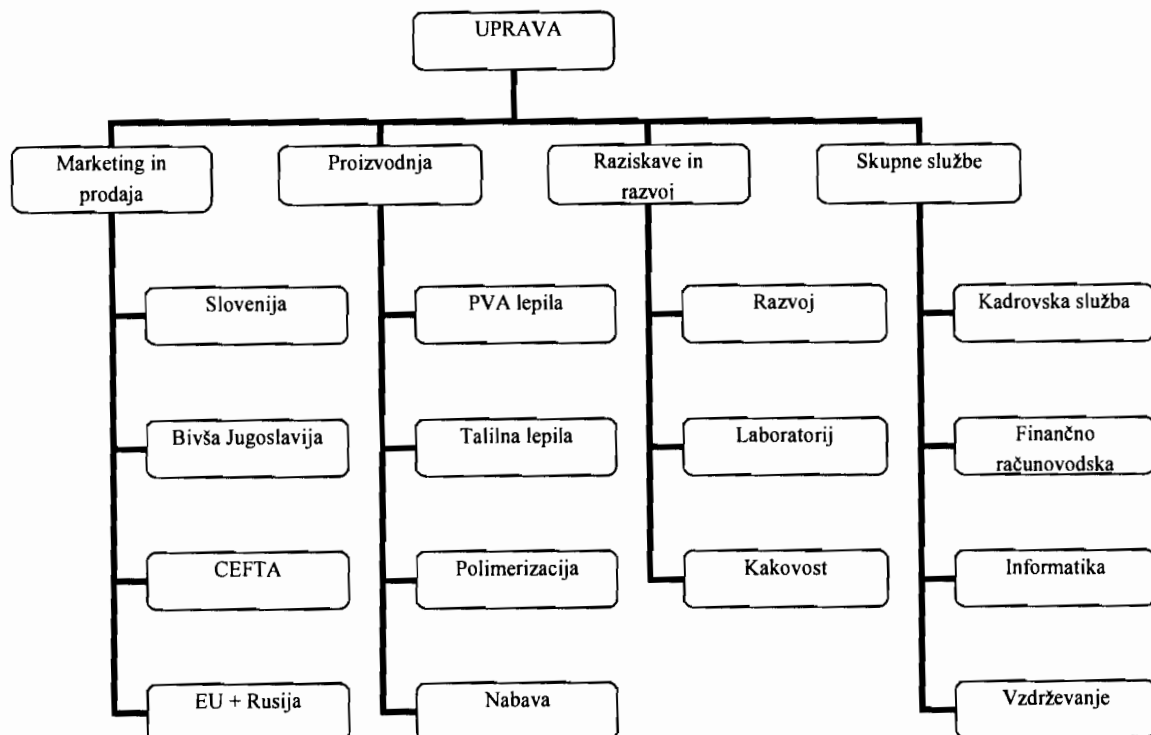 UPRAVA
Marketing in
prodaja
Proizvodnja
Raziskave in
razvoj
Skupne službe
Slovenija
PVA lepila
Razvoj
Kadrovska služba
Bivša Jugoslavija
Talilna lepila
Laboratorij
Finančno
računovodska
CEFTA
Polimerizacija
Kakovost
Informatika
EU + Rusija
Nabava
Vzdrževanje